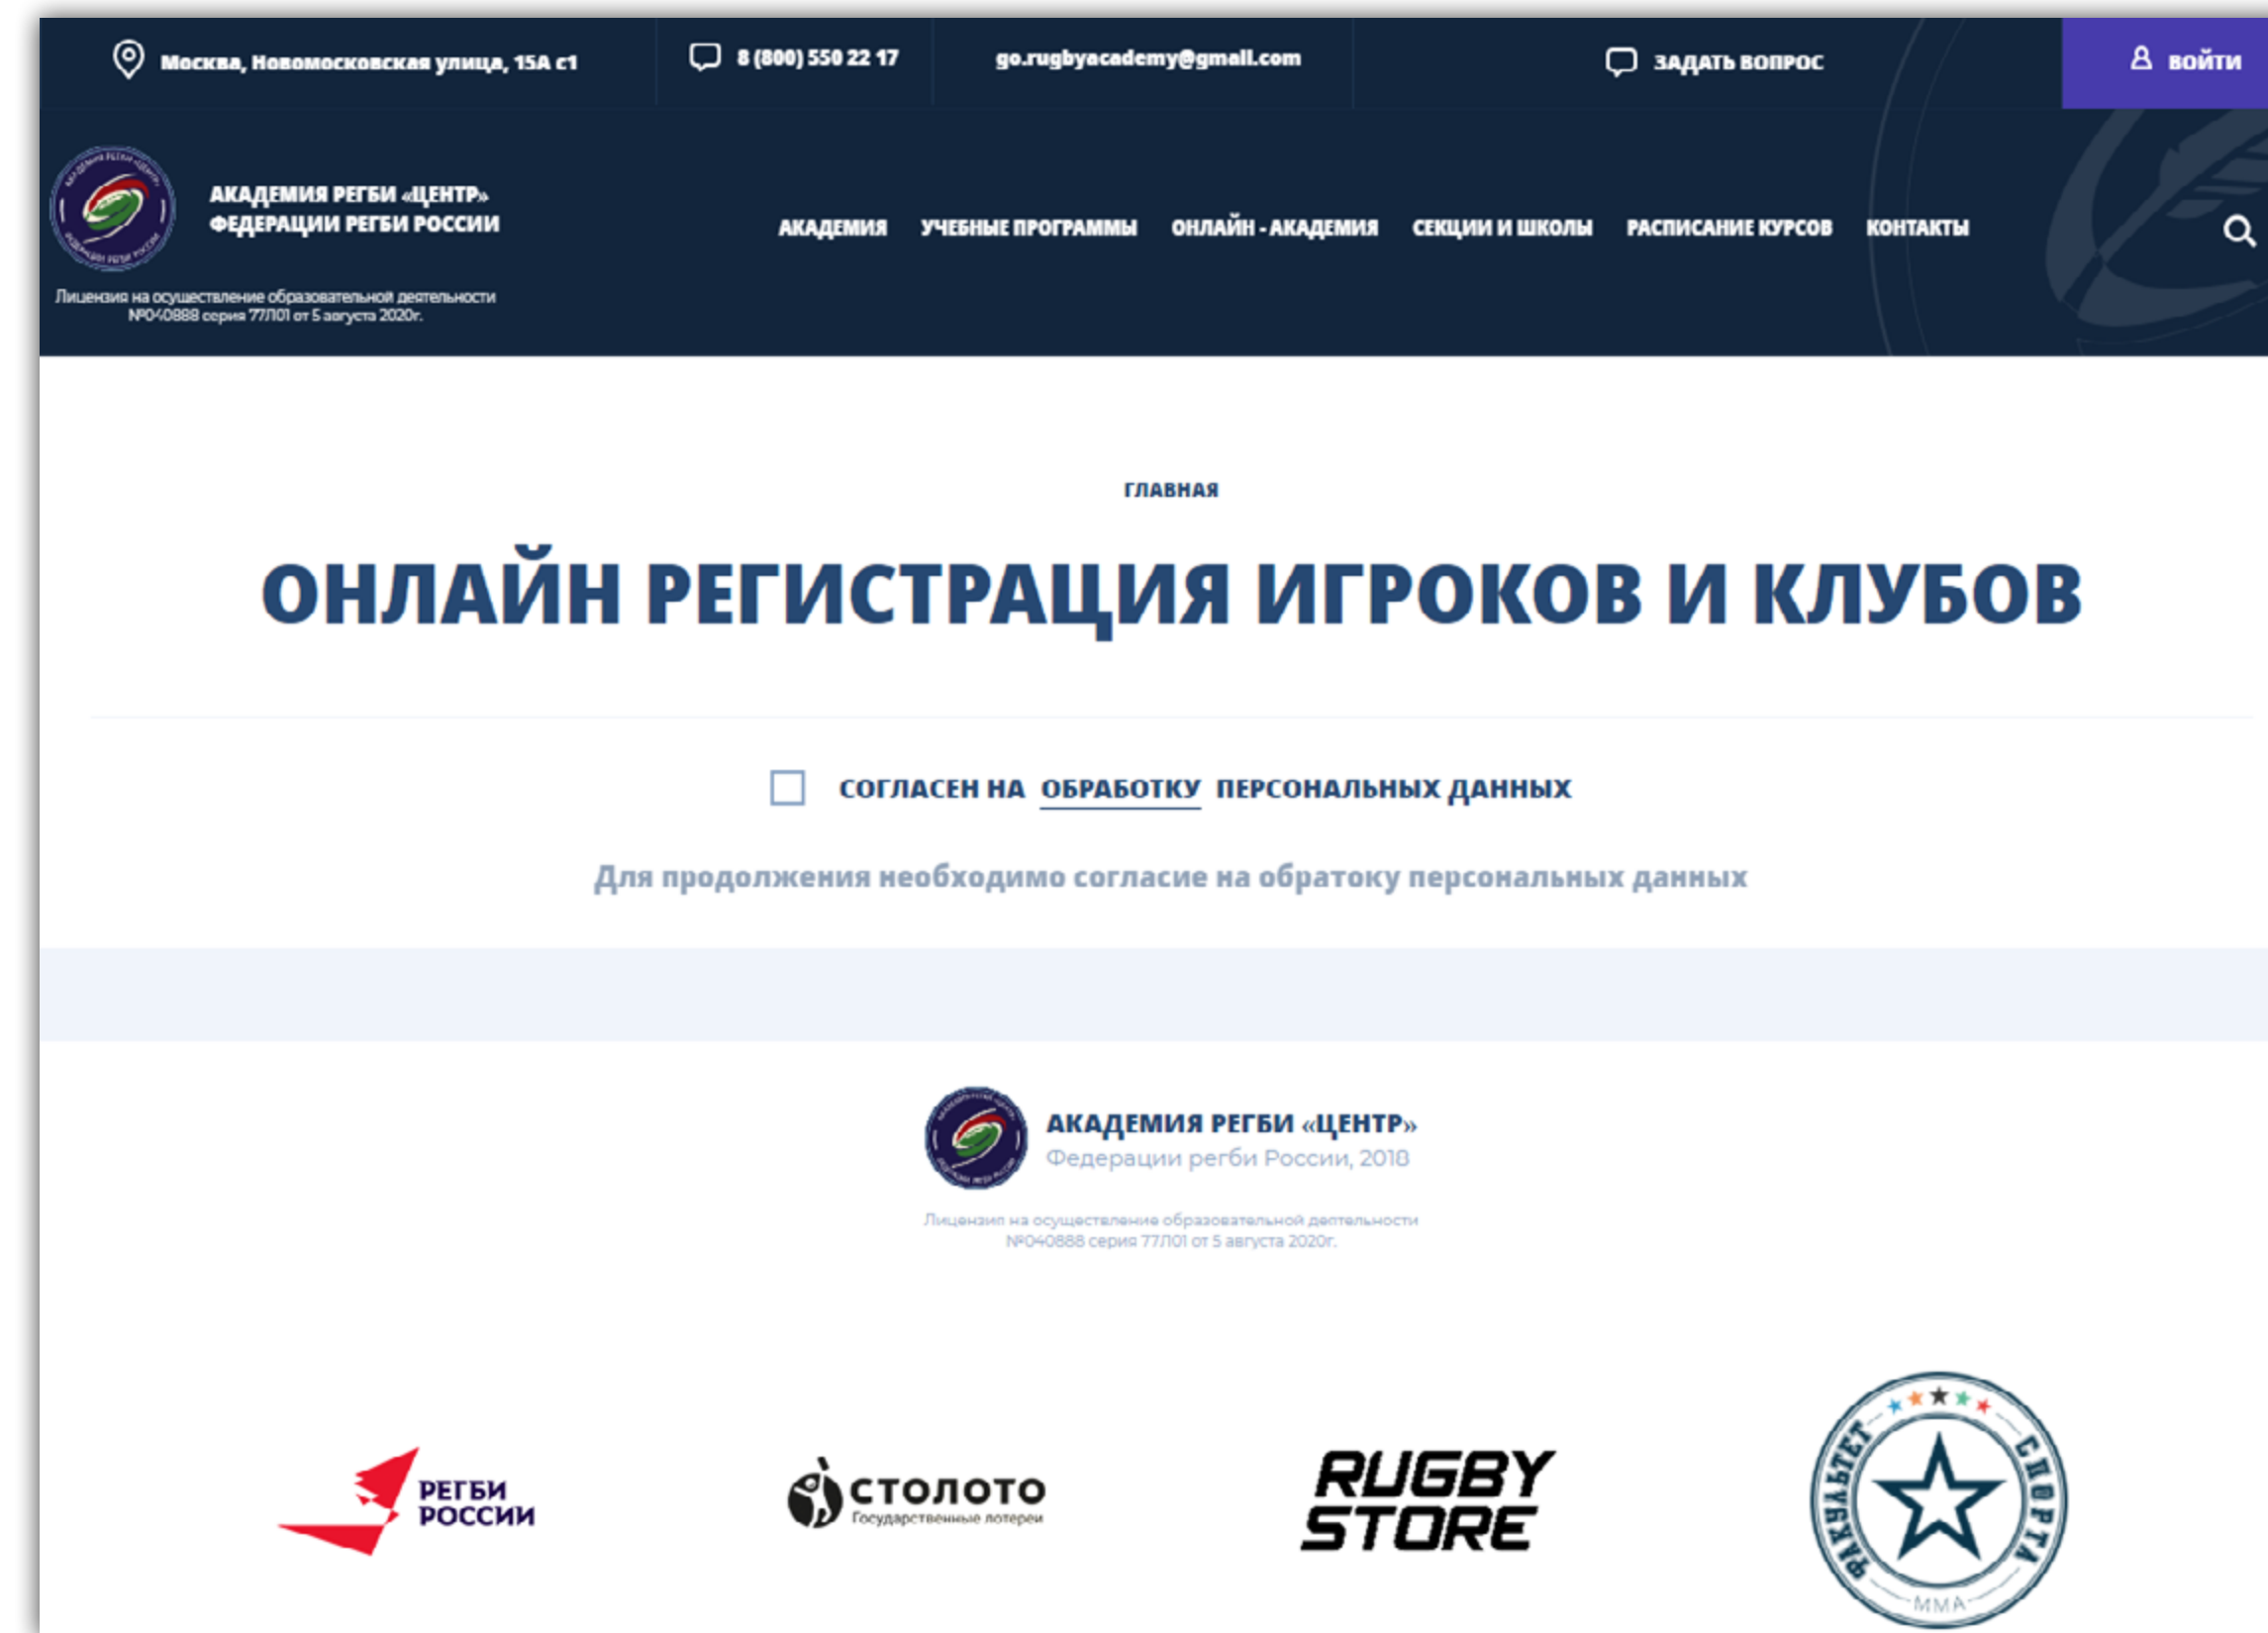 Москва, Новомосковская улица, 15А с1
8 (800) 550 22 17
go.rugbyacademy@gmail.com
ЗАДАТЬ ВОПРОС
ВОЙТИ
АКАДЕМИЯ РЕГБИ «ЦЕНТР»
ФЕДЕРАЦИИ РЕГБИ РОССИИ
АКАДЕМИЯ УЧЕБНЫЕ ПРОГРАММЫ ОНЛАЙН - АКАДЕМИЯ СЕКЦИИ И ШКОЛЫ РАСПИСАНИЕ КУРСОВ КОНТАКТЫ
Лицензия на осуществление образовательной деятельности
№040888 серия 77Л01 от 5 августа 2020г.
ГЛАВНАЯ
ОНЛАЙН РЕГИСТРАЦИЯ ИГРОКОВ И КЛУБОВ
СОГЛАСЕН НА ОБРАБОТКУ ПЕРСОНАЛЬНЫХ ДАННЫХ
Для продолжения необходимо согласие на обратоку персональных данных
АКАДЕМИЯ РЕГБИ «ЦЕНТР»
Федерации регби России, 2018
Лицензия на осуществление образовательной деятельности
№040888 серия 77Л01 от 5 августа 2020г.
РЕГБИ
РОССИИ
СТОЛОТО
Государственные лотереи
RUGBY
STORE
ФАКУЛЬТЕТ СПОРТА
ММА